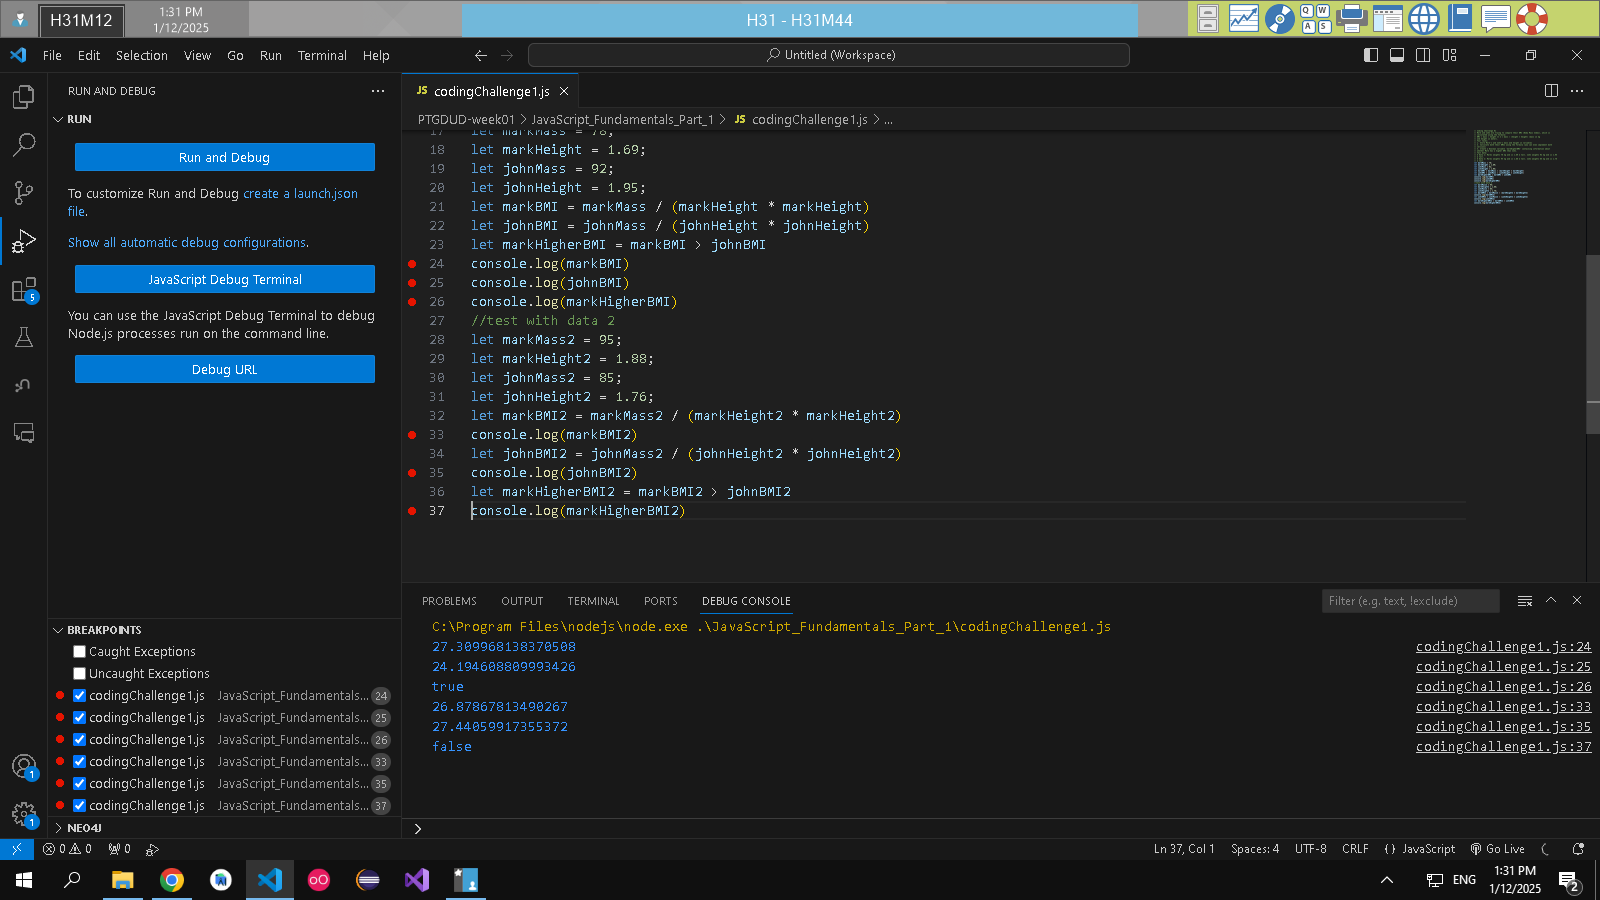 H31M12
1:31 PM
1/12/2025
H31 - H31M44
File Edit Selection View Go Run Terminal Help
Untitled (Workspace)
RUN AND DEBUG
RUN
Run and Debug
To customize Run and Debug create a launch.json
file.
Show all automatic debug configurations.
JavaScript Debug Terminal
You can use the JavaScript Debug Terminal to debug
Node.js processes run on the command line.
Debug URL
BREAKPOINTS
Caught Exceptions
Uncaught Exceptions
codingChallenge1.js JavaScript_Fundamentals... 24
codingChallenge1.js JavaScript_Fundamentals... 25
codingChallenge1.js JavaScript_Fundamentals... 26
codingChallenge1.js JavaScript_Fundamentals... 33
codingChallenge1.js JavaScript_Fundamentals... 35
codingChallenge1.js JavaScript_Fundamentals... 37
NEO4J
JS codingChallenge1.js
PTGDUD-week01 > JavaScript_Fundamentals_Part_1 > JS codingChallenge1.js > ...
17 let markMass = 78;
18 let markHeight = 1.69;
19 let johnMass = 92;
20 let johnHeight = 1.95;
21 let markBMI = markMass / (markHeight * markHeight)
22 let johnBMI = johnMass / (johnHeight * johnHeight)
23 let markHigherBMI = markBMI > johnBMI
24 console.log(markBMI)
25 console.log(johnBMI)
26 console.log(markHigherBMI)
27 //test with data 2
28 let markMass2 = 95;
29 let markHeight2 = 1.88;
30 let johnMass2 = 85;
31 let johnHeight2 = 1.76;
32 let markBMI2 = markMass2 / (markHeight2 * markHeight2)
33 console.log(markBMI2)
34 let johnBMI2 = johnMass2 / (johnHeight2 * johnHeight2)
35 console.log(johnBMI2)
36 let markHigherBMI2 = markBMI2 > johnBMI2
37 console.log(markHigherBMI2)
PROBLEMS OUTPUT TERMINAL PORTS DEBUG CONSOLE
Filter (e.g. text, !exclude)
C:\Program Files\nodejs\node.exe .\JavaScript_Fundamentals_Part_1\codingChallenge1.js
27.309968138370508 codingChallenge1.js:24
24.194608809993426 codingChallenge1.js:25
true codingChallenge1.js:26
26.87867813490267 codingChallenge1.js:33
27.44059917355372 codingChallenge1.js:35
false codingChallenge1.js:37
0 0 0
Ln 37, Col 1 Spaces: 4 UTF-8 CRLF {} JavaScript Go Live
ENG
1:31 PM
1/12/2025
2